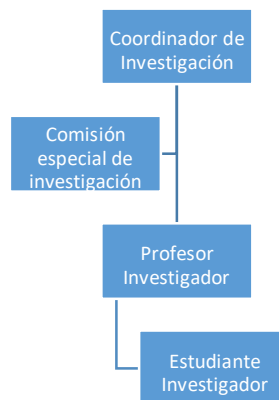 Coordinador de
Investigación
Comisión
especial de
investigación
Profesor
Investigador
Estudiante
Investigador